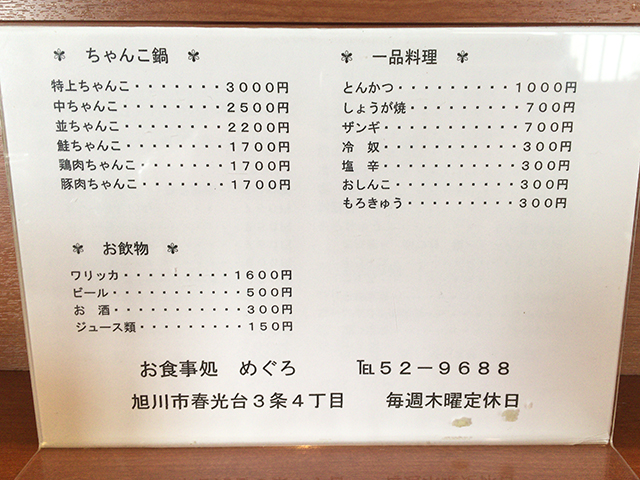 ✾ ちゃんこ鍋 ✾
特上ちゃんこ・・・・・・・3000円
中ちゃんこ・・・・・・・・2500円
並ちゃんこ・・・・・・・・2200円
鮭ちゃんこ・・・・・・・・1700円
鶏肉ちゃんこ・・・・・・・1700円
豚肉ちゃんこ・・・・・・・1700円
✾ 一品料理 ✾
とんかつ・・・・・・・・・1000円
しょうが焼・・・・・・・・・700円
ザンギ・・・・・・・・・・・700円
冷 奴・・・・・・・・・・・300円
塩 辛・・・・・・・・・・・300円
おしんこ・・・・・・・・・・300円
もろきゅう・・・・・・・・・300円
✾ お飲物 ✾
ワリッカ・・・・・・・・・1600円
ビール・・・・・・・・・・・500円
お 酒・・・・・・・・・・・300円
ジュース類・・・・・・・・・150円
お食事処 めぐろ ℡52-9688
旭川市春光台3条4丁目 毎週木曜定休日